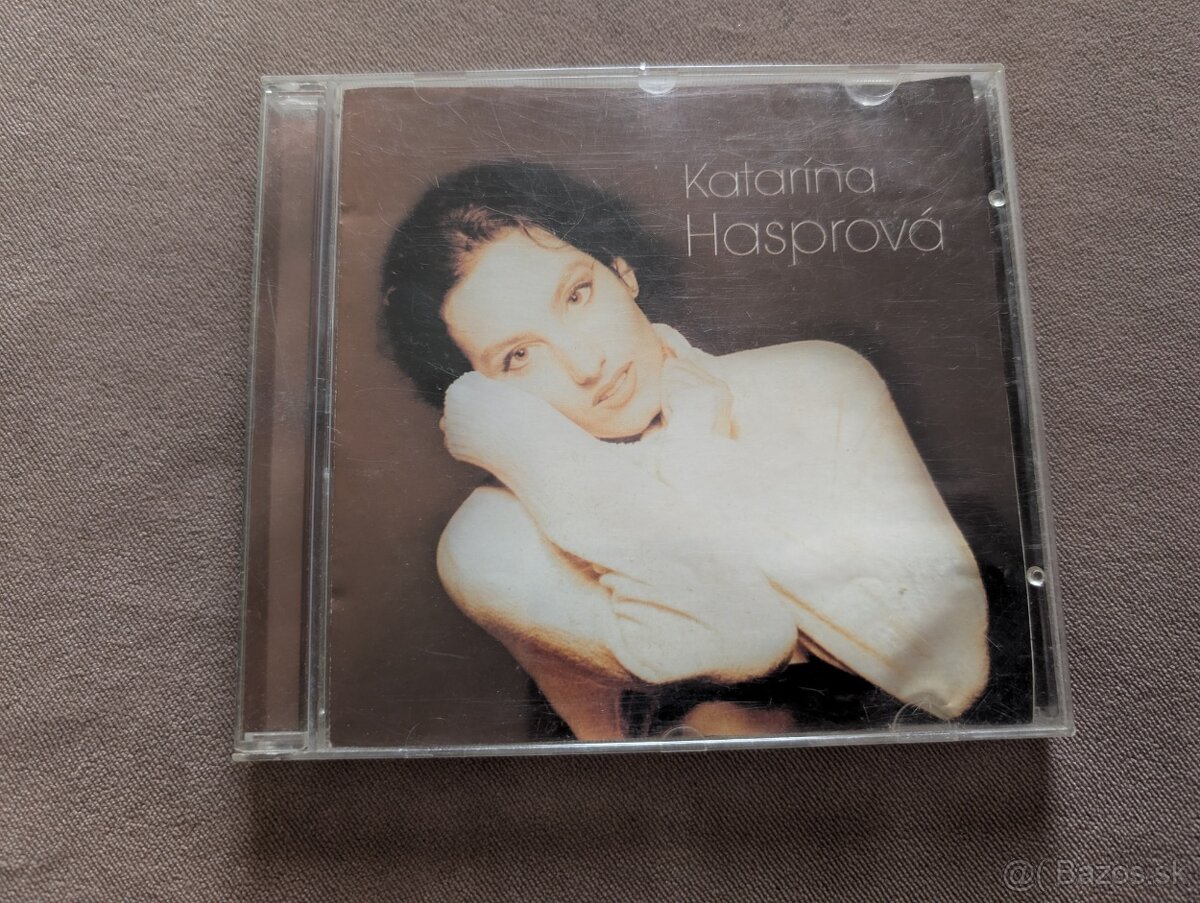 Katarína
Hasprová
@( Bazos.sk